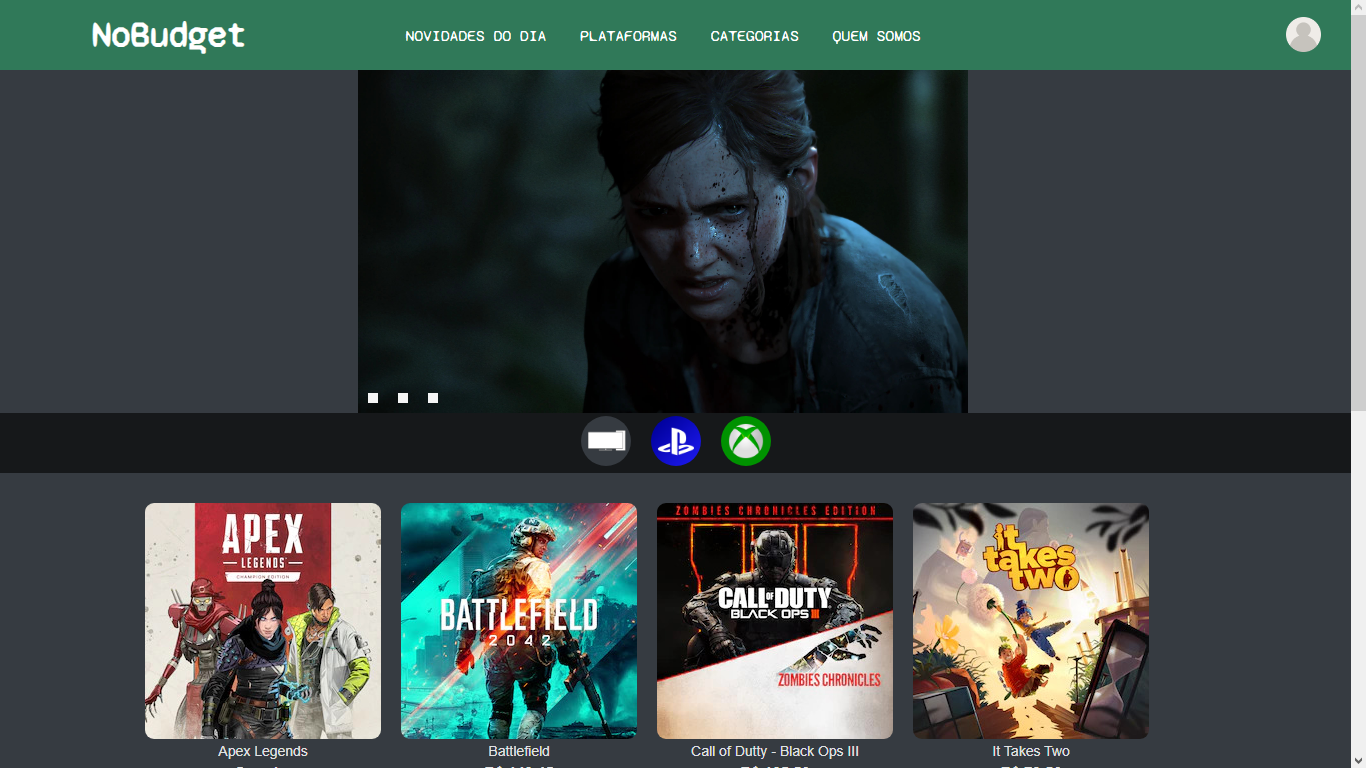 NoBudget
NOVIDADES DO DIA PLATAFORMAS CATEGORIAS QUEM SOMOS
APEX
LEGENDS
CHAMPION EDITION
BATTLEFIELD
2042
ZOMBIES CHRONICLES EDITION
CALL OF DUTY
BLACK OPS III
ZOMBIES CHRONICLES
it
takes
two
Apex Legends Battlefield Call of Dutty - Black Ops III It Takes Two